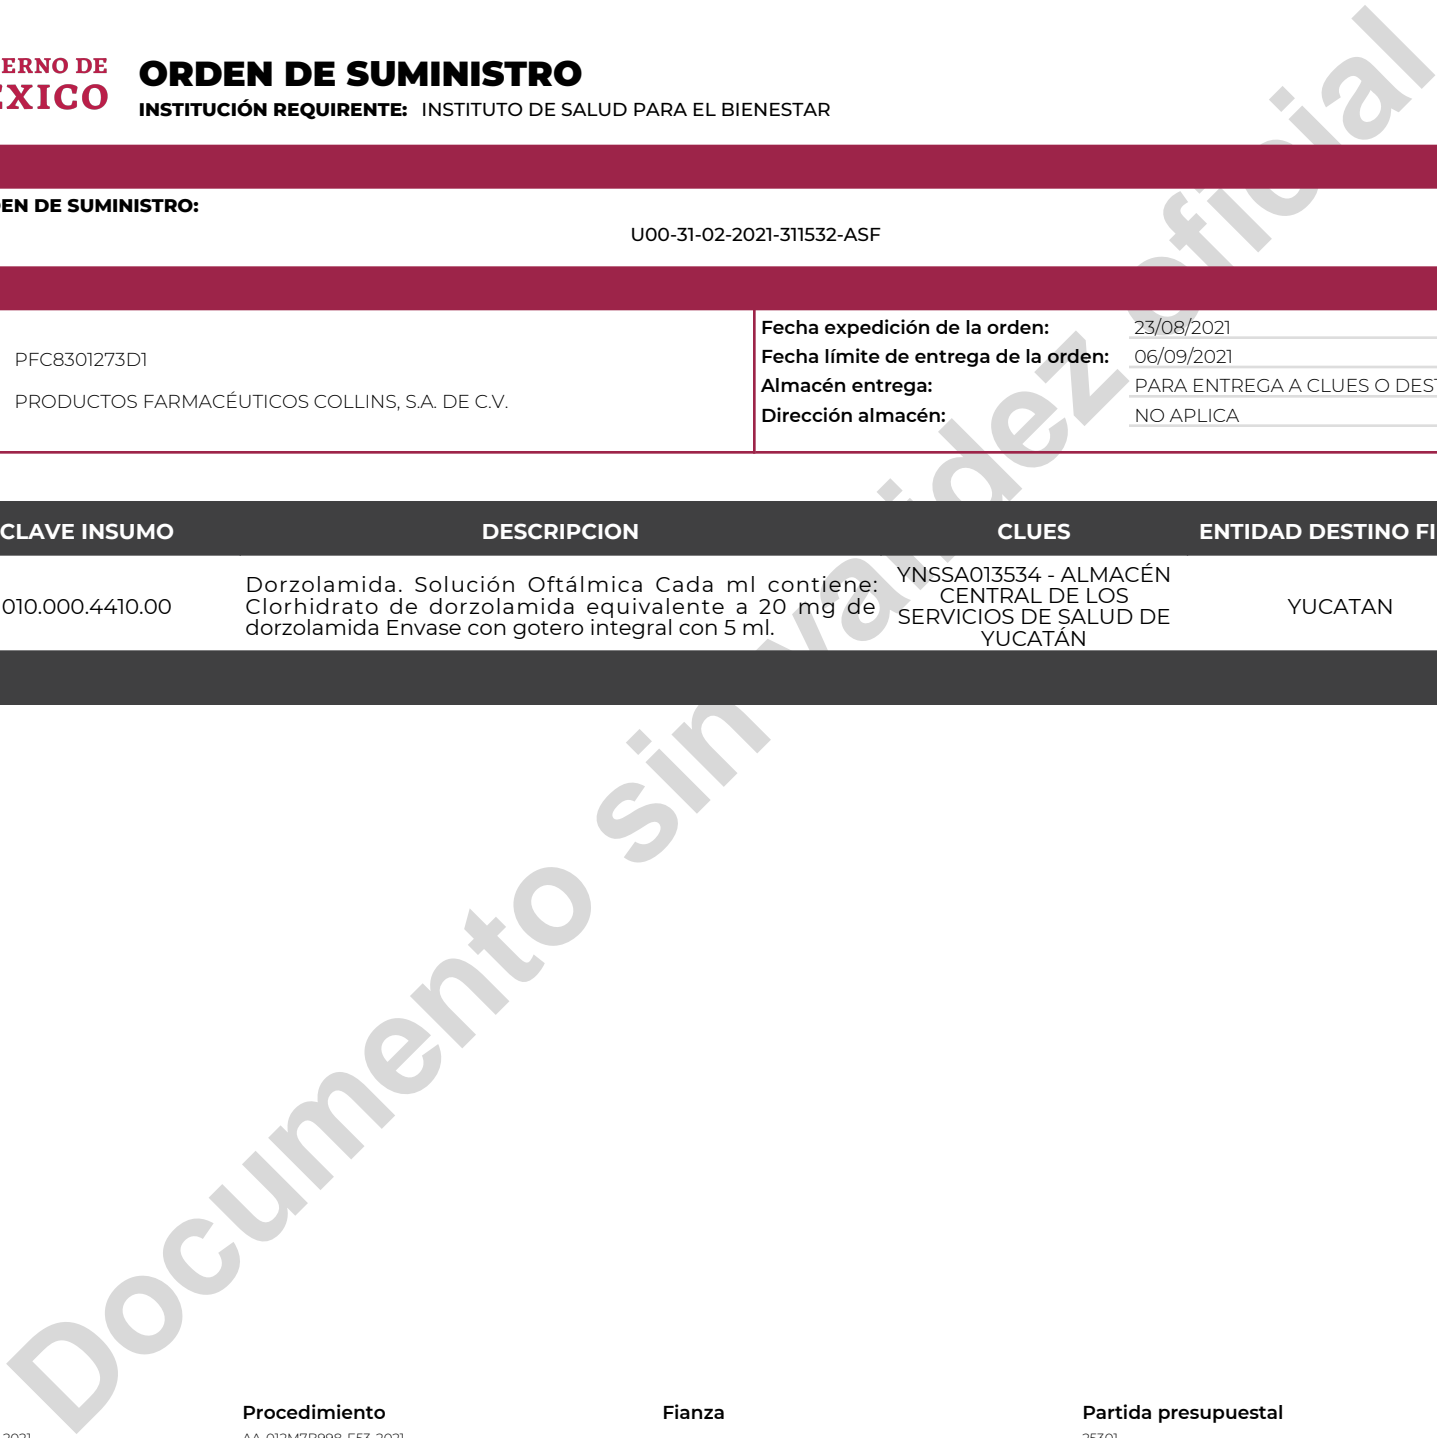 ERNO DE
EXICO
ORDEN DE SUMINISTRO
INSTITUCIÓN REQUIRENTE: INSTITUTO DE SALUD PARA EL BIENESTAR
EN DE SUMINISTRO:
U00-31-02-2021-311532-ASF
PFC8301273D1
PRODUCTOS FARMACÉUTICOS COLLINS, S.A. DE C.V.
Fecha expedición de la orden: 23/08/2021
Fecha límite de entrega de la orden: 06/09/2021
Almacén entrega: PARA ENTREGA A CLUES O DEST
Dirección almacén: NO APLICA
CLAVE INSUMO DESCRIPCION CLUES ENTIDAD DESTINO FI
010.000.4410.00
Dorzolamida. Solución Oftálmica Cada ml contiene:
Clorhidrato de dorzolamida equivalente a 20 mg de
dorzolamida Envase con gotero integral con 5 ml.
YNSSA013534 - ALMACÉN
CENTRAL DE LOS
SERVICIOS DE SALUD DE
YUCATÁN
YUCATAN
Documento sin validez oficial
Procedimiento Fianza Partida presupuestal